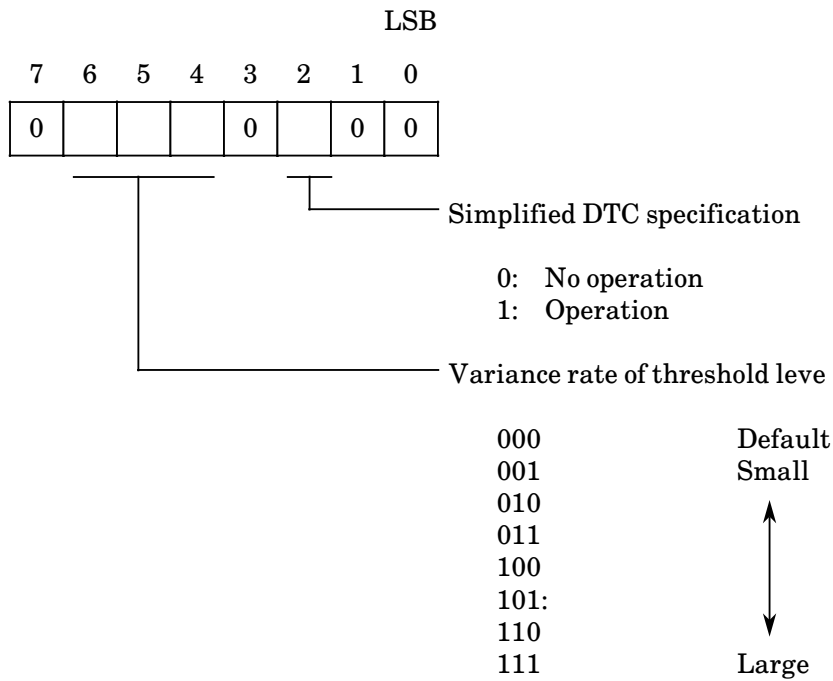 LSB
7 6 5 4 3 2 1 0
0 0 0 0
Simplified DTC specification
0: No operation
1: Operation
Variance rate of threshold leve
000 Default
001 Small
010
011
100
101:
110
111 Large